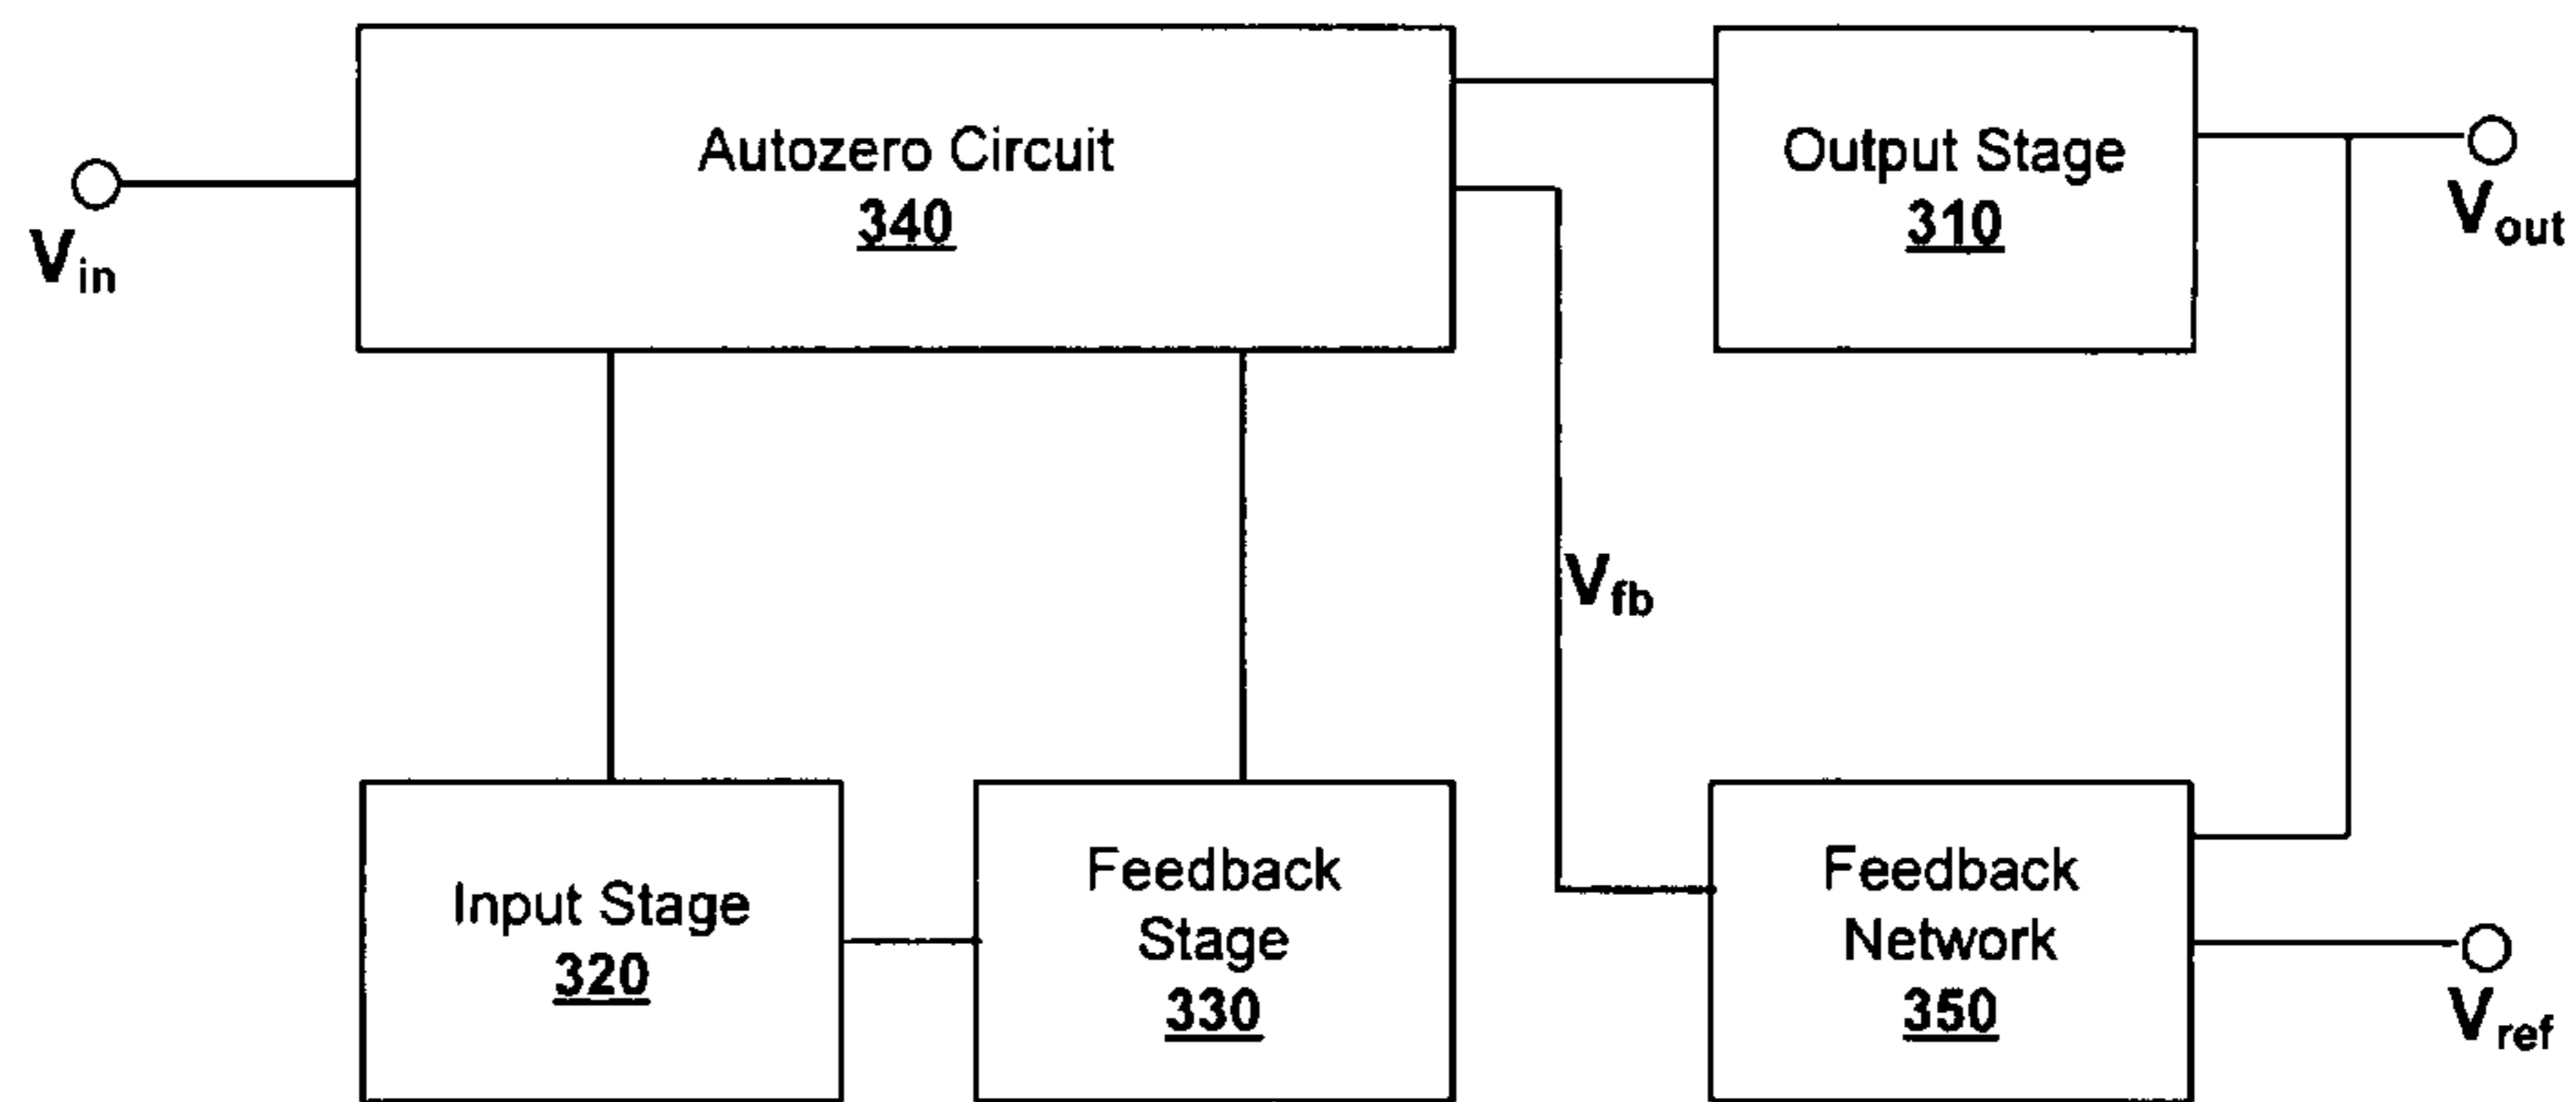 Autozero Circuit
340
Output Stage
310
Vin
Vout
Vfb
Input Stage
320
Feedback
Stage
330
Feedback
Network
350
Vref